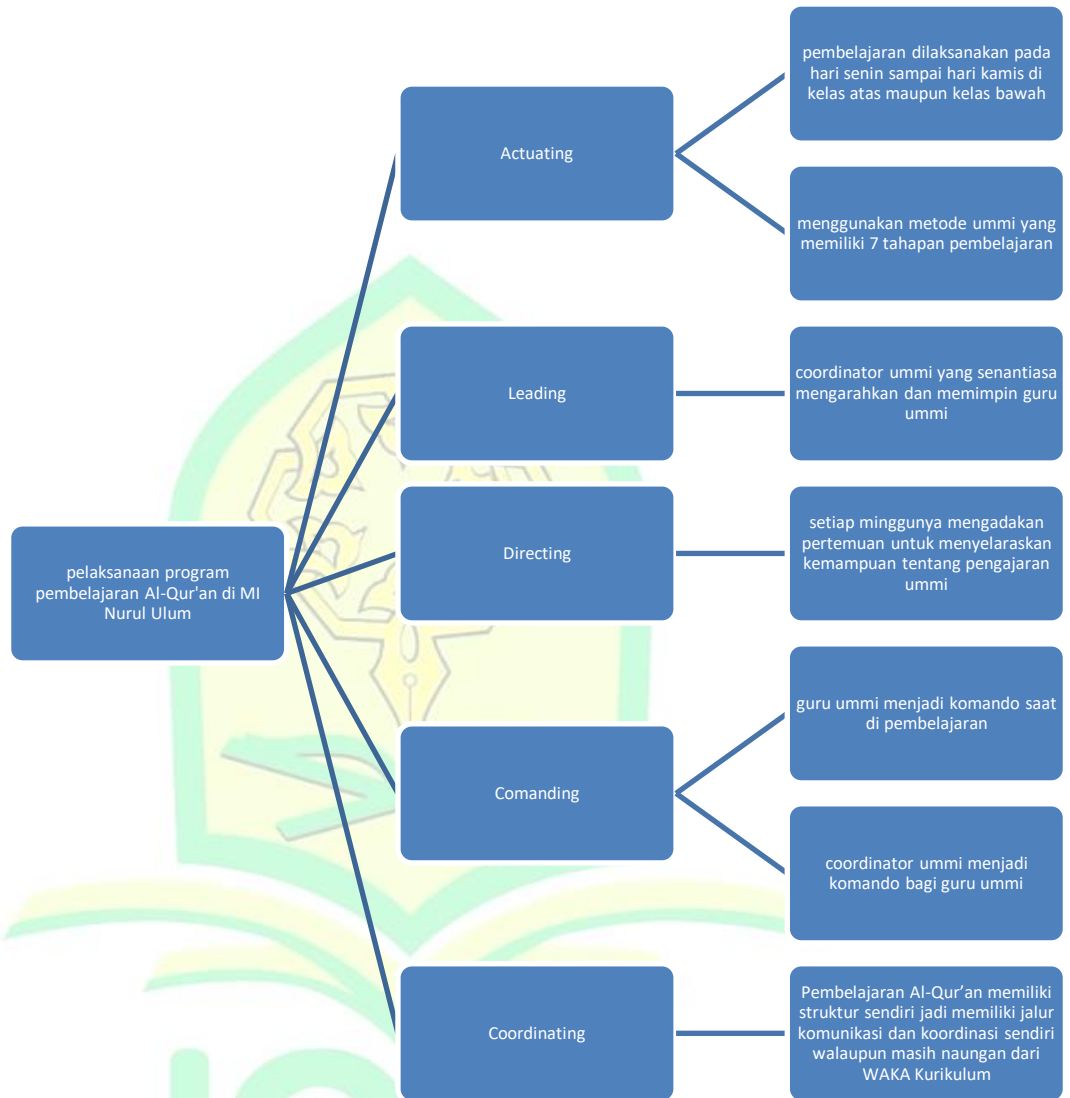 pelaksanaan program
pembelajaran Al-Qur'an di MI
Nurul Ulum
Actuating
pembelajaran dilaksanakan pada
hari senin sampai hari kamis di
kelas atas maupun kelas bawah
menggunakan metode ummi yang
memiliki 7 tahapan pembelajaran
Leading
coordinator ummi yang senantiasa
mengarahkan dan memimpin guru
ummi
Directing
setiap minggunya mengadakan
pertemuan untuk menyelaraskan
kemampuan tentang pengajaran
ummi
Comanding
guru ummi menjadi komando saat
di pembelajaran
coordinator ummi menjadi
komando bagi guru ummi
Coordinating
Pembelajaran Al-Qur’an memiliki
struktur sendiri jadi memiliki jalur
komunikasi dan koordinasi sendiri
walaupun masih naungan dari
WAKA Kurikulum